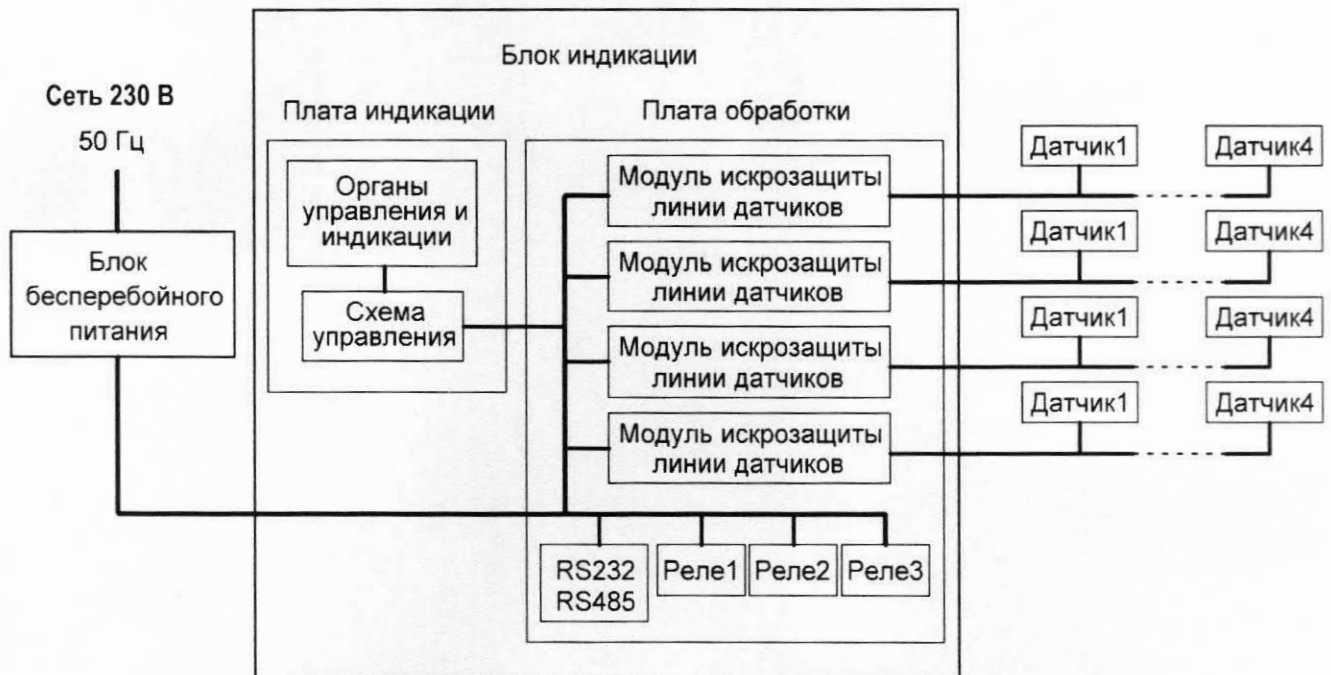 Блок индикации
Сеть 230 В
50 Гц
Блок
бесперебойного
питания
Плата индикации
Органы
управления и
индикации
Схема
управления
Плата обработки
Модуль искрозащиты
линии датчиков
Модуль искрозащиты
линии датчиков
Модуль искрозащиты
линии датчиков
Модуль искрозащиты
линии датчиков
RS232
RS485
Реле1
Реле2
Реле3
Датчик1
Датчик4
Датчик1
Датчик4
Датчик1
Датчик4
Датчик1
Датчик4